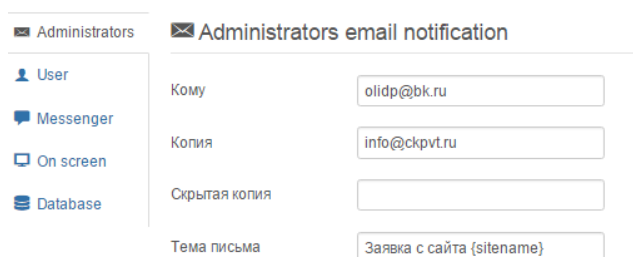 Administrators
Administrators email notification
User
Кому
olidp@bk.ru
Messenger
Копия
info@ckpvt.ru
On screen
Скрытая копия
Database
Тема письма
Заявка с сайта {sitename}